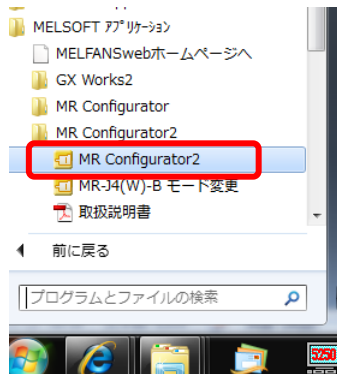 MELSOFT ｱﾌﾟﾘｹｰｼｮﾝ
MELFANSwebホームページへ
GX Works2
MR Configurator
MR Configurator2
MR Configurator2
MR-J4(W)-B モード変更
取扱説明書
前に戻る
プログラムとファイルの検索
5250